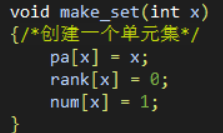 void make_set(int x)
{/*创建一个单元集*/
    pa[x] = x;
    rank[x] = 0;
    num[x] = 1;
}